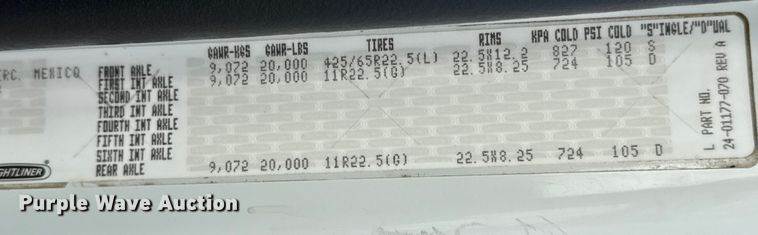 GAWR-KGS GAWR-LBS TIRES RIMS KPA COLD PSI COLD "S"INGLE/"D"UAL
FRONT AXLE 9,072 20,000 425/65R22.5(L) 22.5X12.2 827 120 S
ERC. MEXICO FIRST INT AXLE 9,072 20,000 11R22.5(G) 22.5X8.25 724 105 D
SECOND INT AXLE
THIRD INT AXLE
FOURTH INT AXLE
FIFTH INT AXLE
SIXTH INT AXLE
REAR AXLE 9,072 20,000 11R22.5(G) 22.5X8.25 724 105 D
L PART NO.
24-01177-070 REV A
GHTLINER
Purple Wave Auction